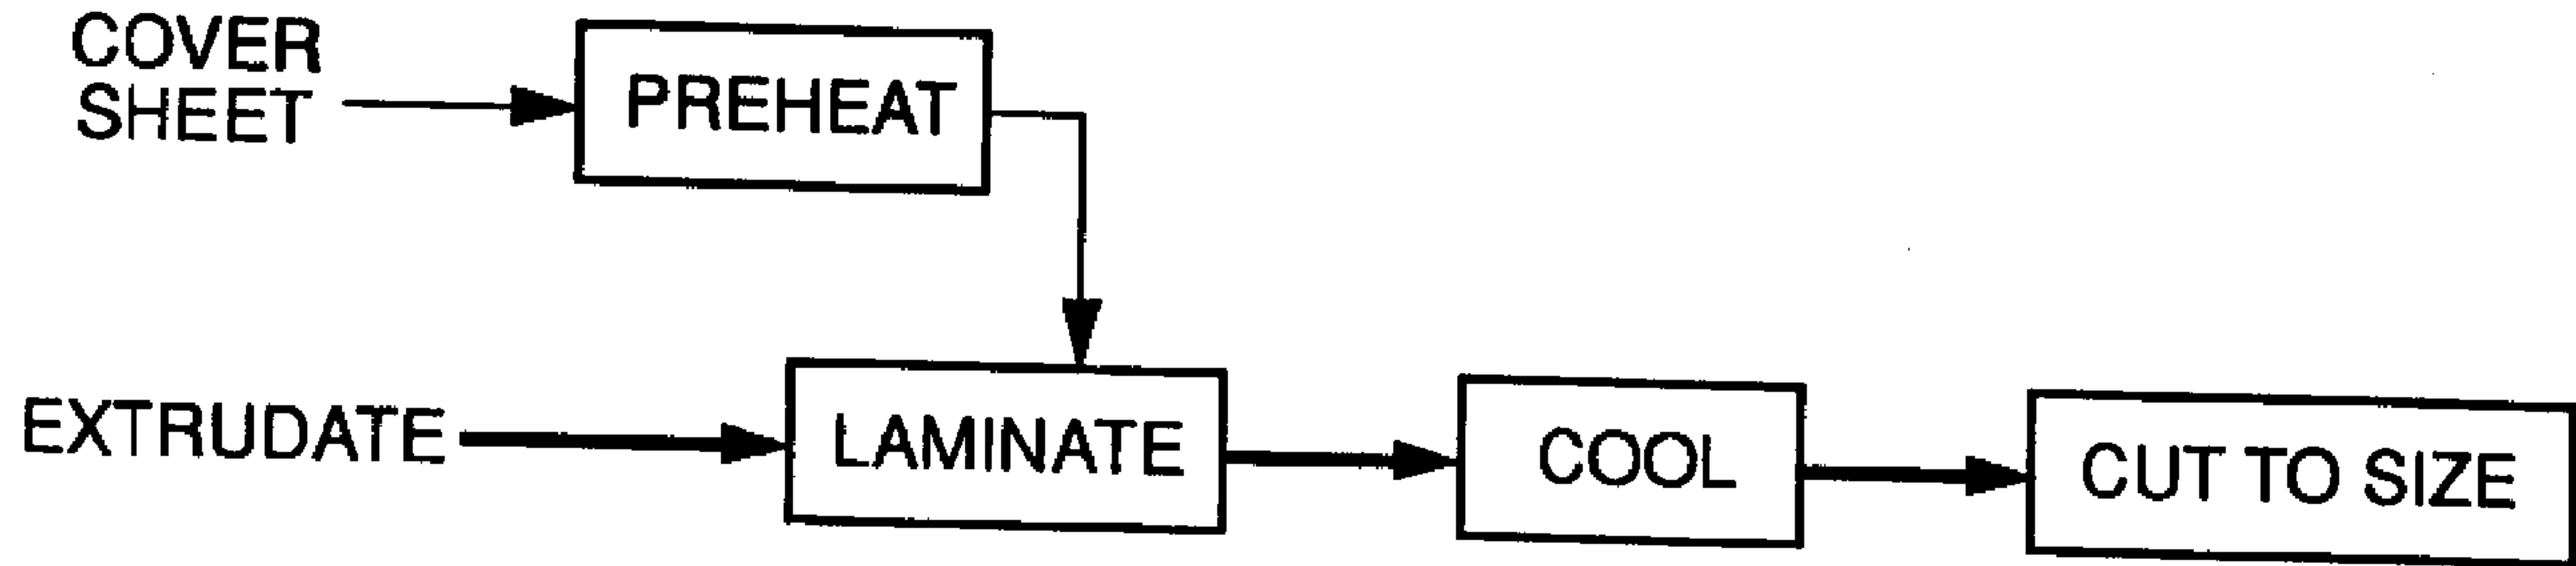 COVER
SHEET
PREHEAT
EXTRUDATE
LAMINATE
COOL
CUT TO SIZE